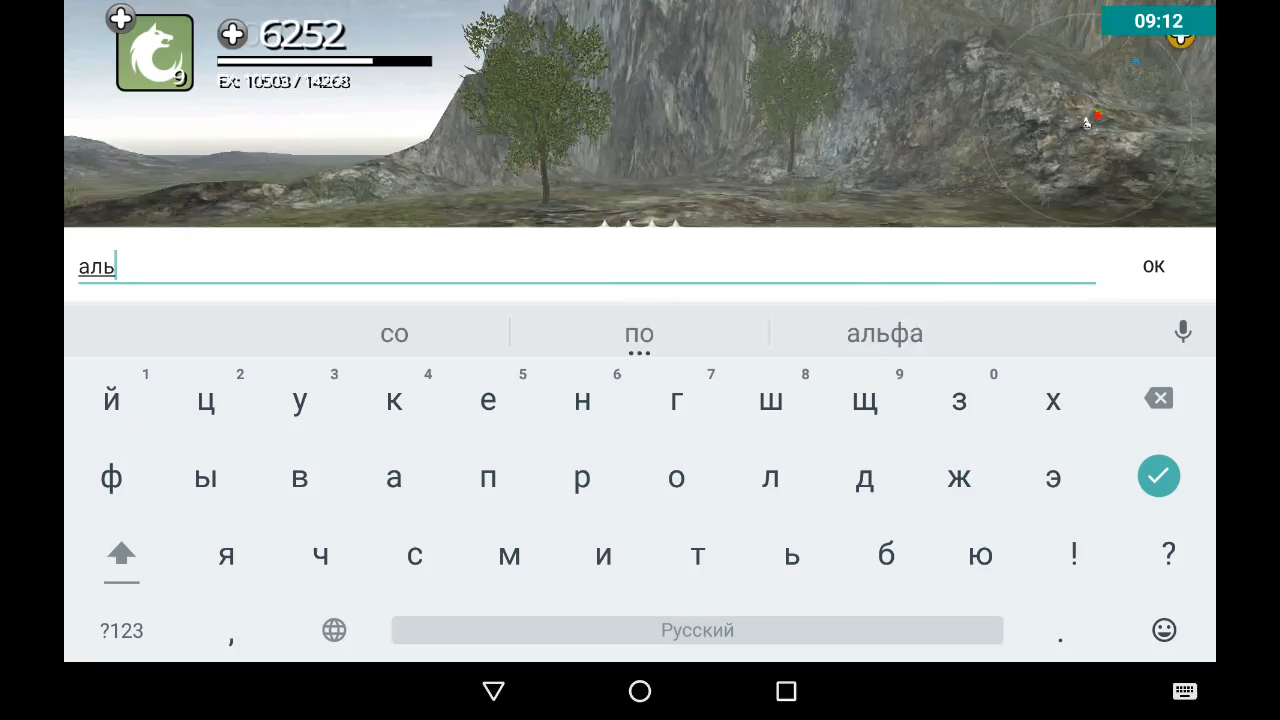 09:12
6252
9
EX: 10503 / 14268
аль
ОК
со по альфа
1 2 3 4 5 6 7 8 9 0
й ц у к е н г ш щ з х
ф ы в а п р о л д ж э
я ч с м и т ь б ю ! ?
?123 , Русский .